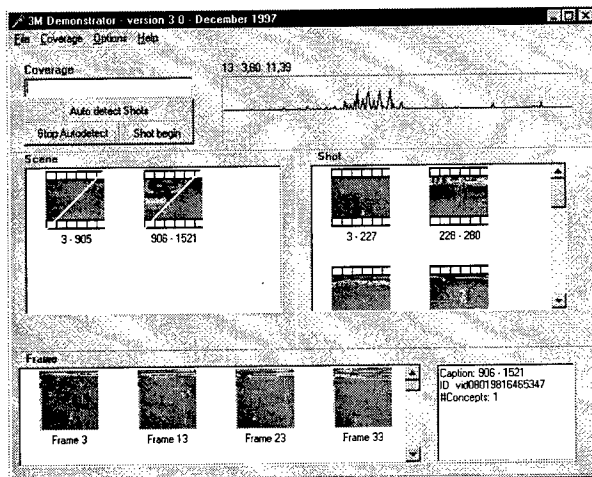 3M Demonstrator - version 3.0 - December 1997
File Coverage Options Help
Coverage
13 3,80 11,39
Auto detect Shots
Stop Autodetect Shot begin
Scene
Shot
3 - 905 906 - 1521
3 - 227 228 - 280
Frame
Frame 3 Frame 13 Frame 23 Frame 33
Caption: 906 - 1521
ID vid08019816465347
#Concepts: 1